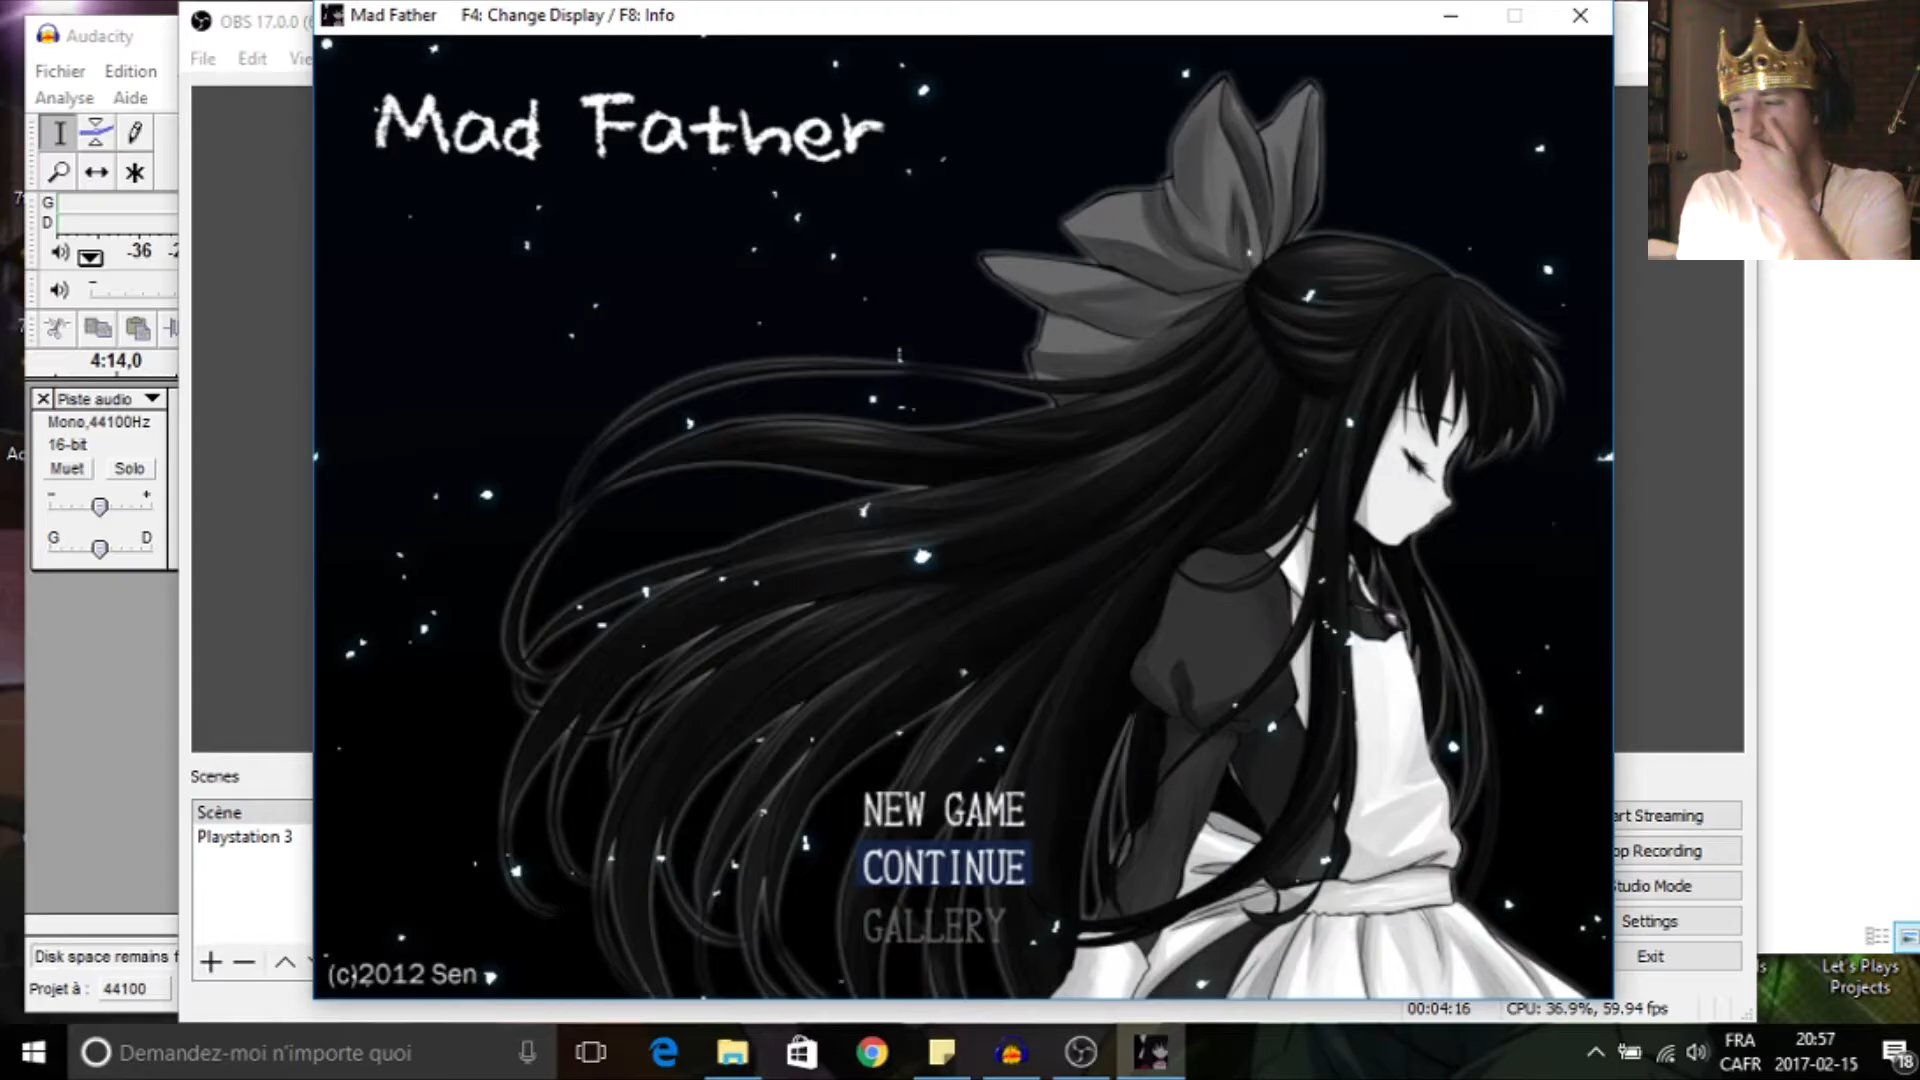 Mad Father F4: Change Display / F8: Info
Audacity
OBS 17.0.0
Fichier Edition
File Edit
Analyse Aide
Mad Father
G
D
-36
4:14,0
Piste audio
Mono,44100Hz
16-bit
Muet Solo
- +
G D
Scenes
Scène
Playstation 3
NEW GAME
CONTINUE
GALLERY
(c)2012 Sen
Streaming
Recording
Studio Mode
Settings
Exit
Disk space remains
Projet à : 44100
Let's Plays
Projects
00:04:16 CPU: 36.9%, 59.94 fps
Demandez-moi n'importe quoi
FRA
CAFR
20:57
2017-02-15
18